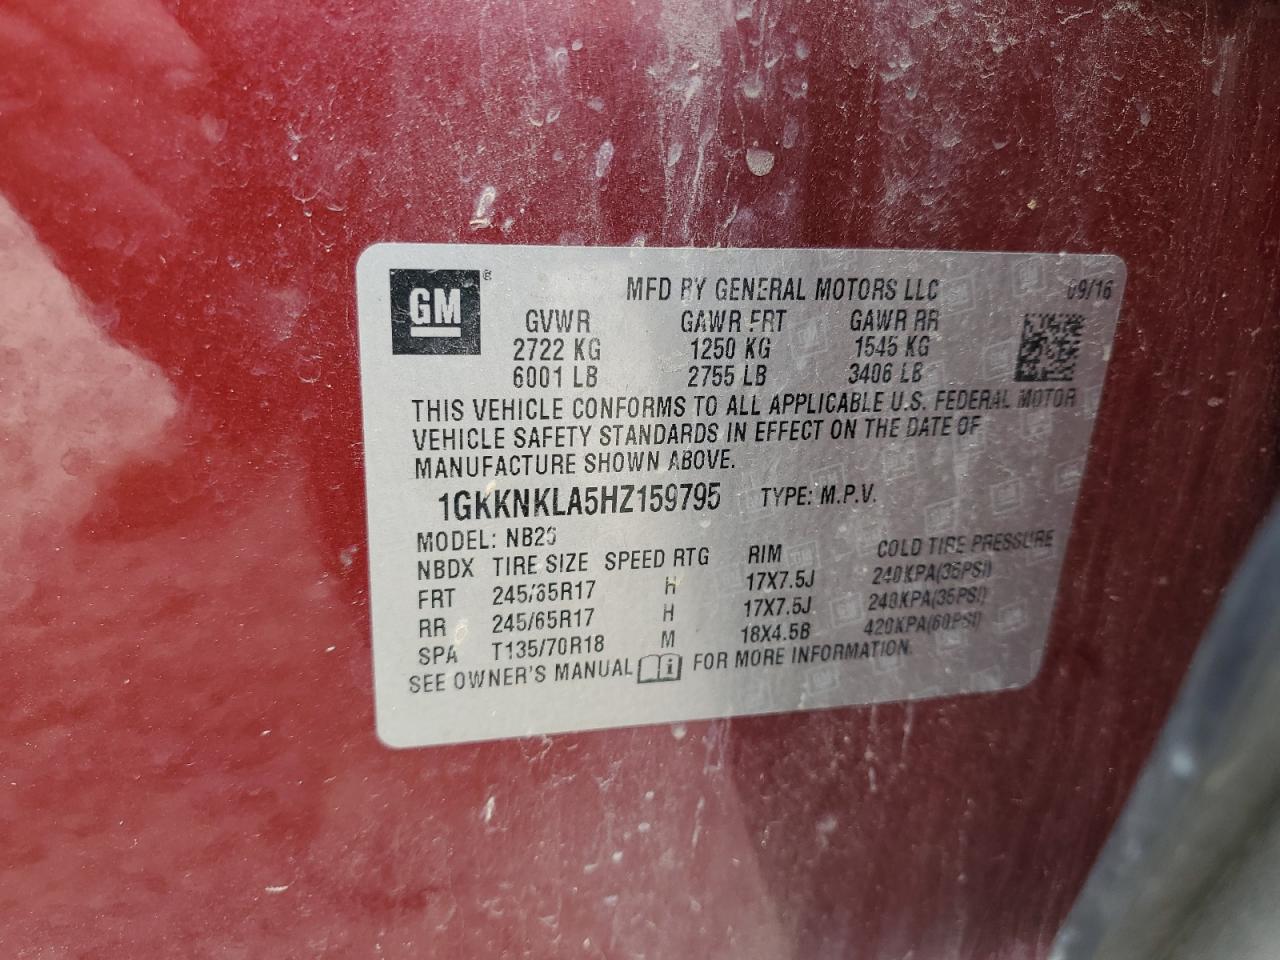 GM ®
MFD BY GENERAL MOTORS LLC 09/16
GVWR GAWR FRT GAWR RR
2722 KG 1250 KG 1545 KG
6001 LB 2755 LB 3406 LB
THIS VEHICLE CONFORMS TO ALL APPLICABLE U.S. FEDERAL MOTOR
VEHICLE SAFETY STANDARDS IN EFFECT ON THE DATE OF
MANUFACTURE SHOWN ABOVE.
1GKKNKLA5HZ159795 TYPE: M.P.V.
MODEL: NB26
NBDX TIRE SIZE SPEED RTG RIM COLD TIRE PRESSURE
FRT 245/65R17 H 17X7.5J 240KPA(35PSI)
RR 245/65R17 H 17X7.5J 240KPA(35PSI)
SPA T135/70R18 M 18X4.5B 420KPA(60PSI)
SEE OWNER'S MANUAL i FOR MORE INFORMATION.